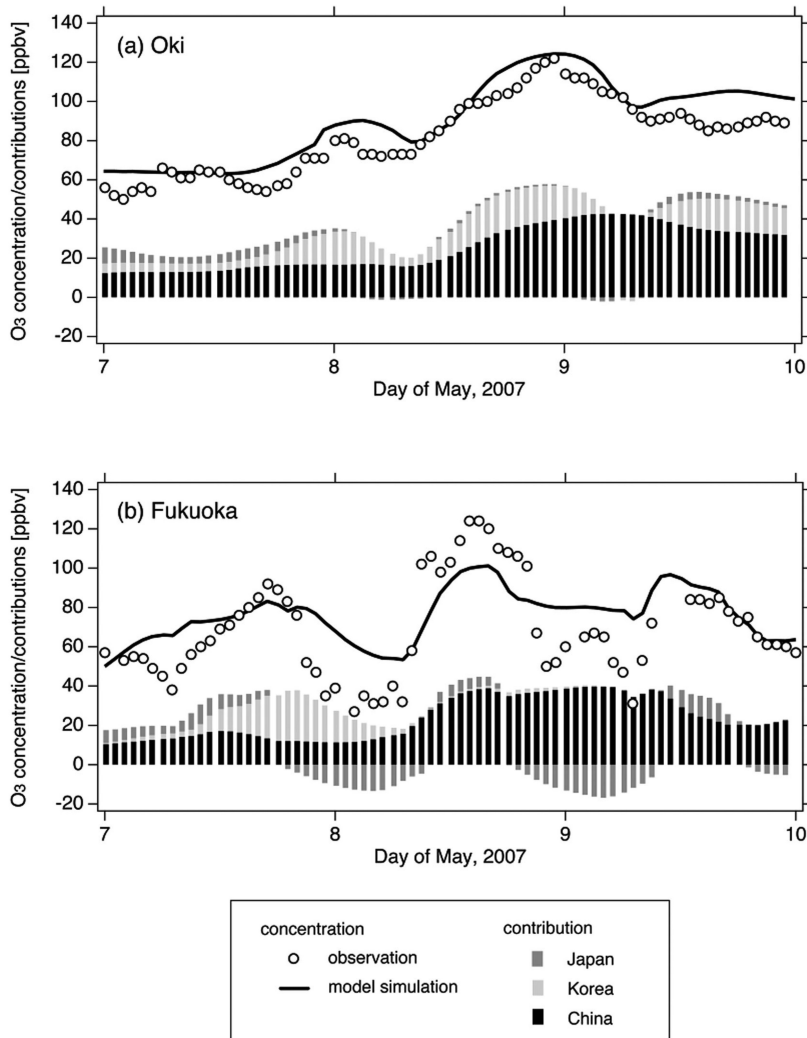 O3 concentration/contributions [ppbv]
(a) Oki
140
120
100
80
60
40
20
0
-20
7
8
9
10
Day of May, 2007
O3 concentration/contributions [ppbv]
(b) Fukuoka
140
120
100
80
60
40
20
0
-20
7
8
9
10
Day of May, 2007
concentration
observation
model simulation
contribution
Japan
Korea
China